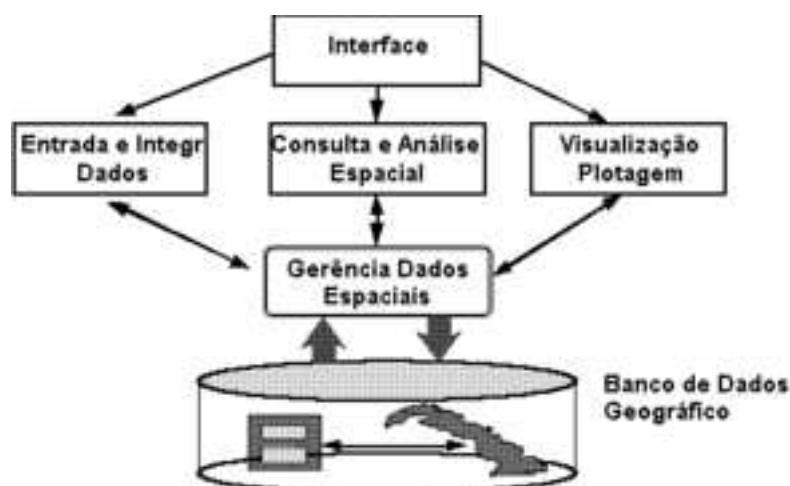 Interface
Entrada e Integr
Dados
Consulta e Análise
Espacial
Visualização
Plotagem
Gerência Dados
Espaciais
Banco de Dados
Geográfico